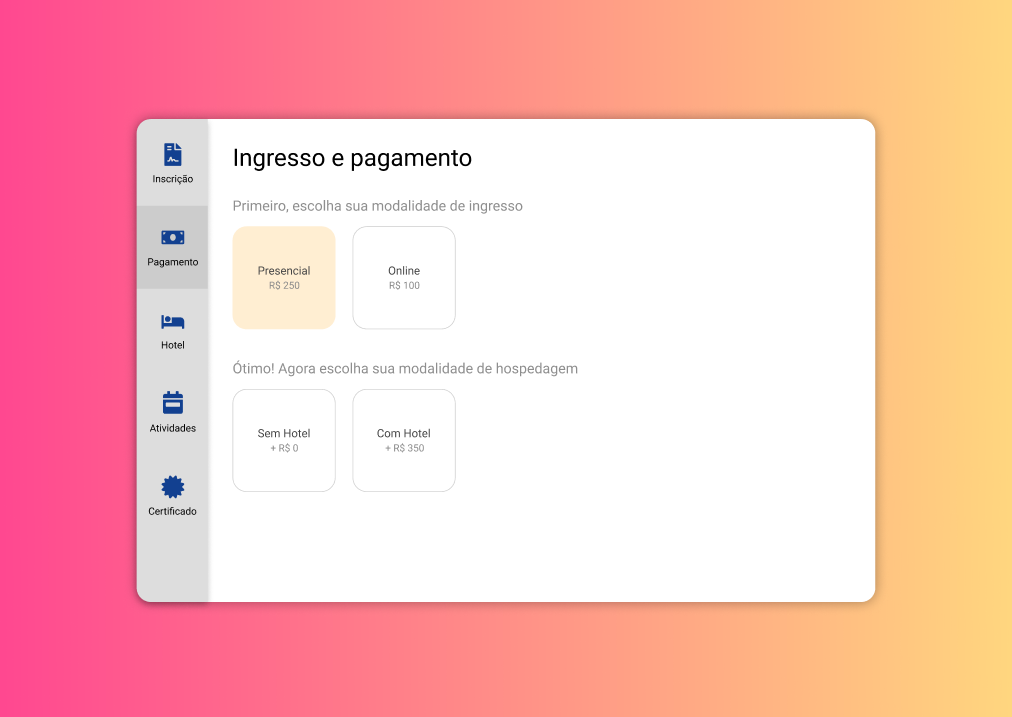 Inscrição
Pagamento
Hotel
Atividades
Certificado
Ingresso e pagamento
Primeiro, escolha sua modalidade de ingresso
Presencial
R$ 250
Online
R$ 100
Ótimo! Agora escolha sua modalidade de hospedagem
Sem Hotel
+ R$ 0
Com Hotel
+ R$ 350